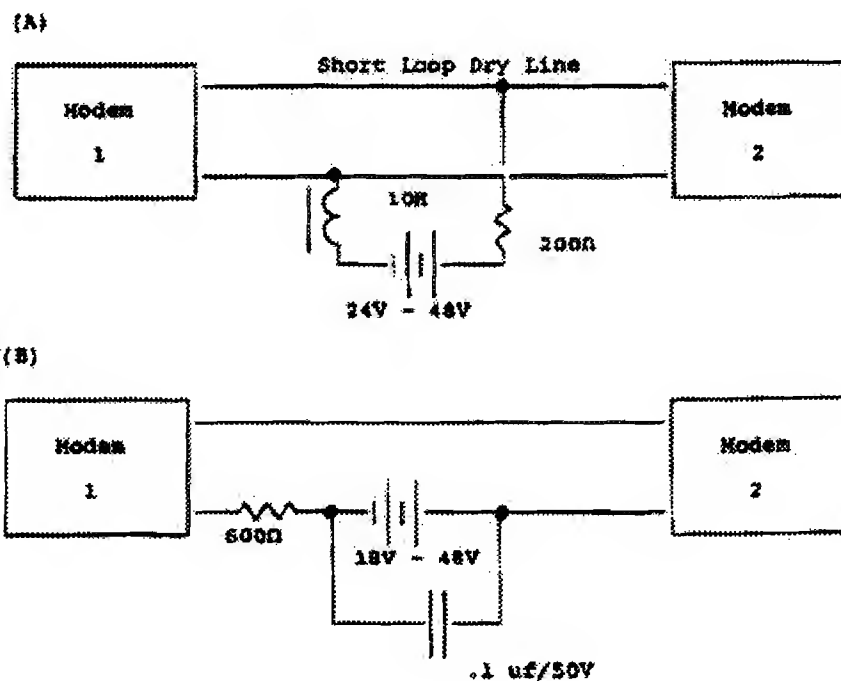 (A)
Short Loop Dry Line
Modem
1
Modem
2
10H
200Ω
24V - 48V
(B)
Modem
1
Modem
2
600Ω
18V - 48V
.1 uf/50V